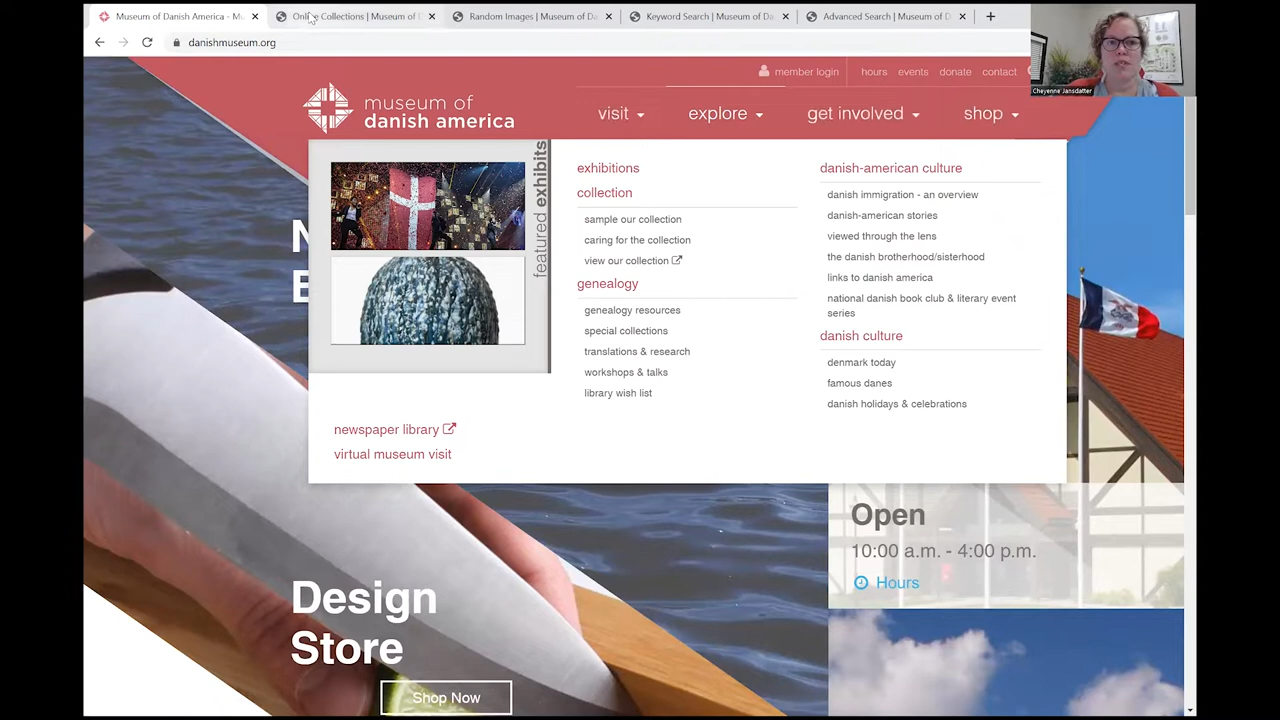 Museum of Danish America - Mu
Online Collections | Museum of D
Random Images | Museum of Da
Keyword Search | Museum of Da
Advanced Search | Museum of D
danishmuseum.org
Cheyenne Jansdatter
member login
hours
events
donate
contact
museum of
danish america
visit
explore
get involved
shop
featured exhibits
exhibitions
collection
sample our collection
caring for the collection
view our collection
genealogy
genealogy resources
special collections
translations & research
workshops & talks
library wish list
danish-american culture
danish immigration - an overview
danish-american stories
viewed through the lens
the danish brotherhood/sisterhood
links to danish america
national danish book club & literary event
series
danish culture
denmark today
famous danes
danish holidays & celebrations
newspaper library
virtual museum visit
Open
10:00 a.m. - 4:00 p.m.
Hours
Design
Store
Shop Now